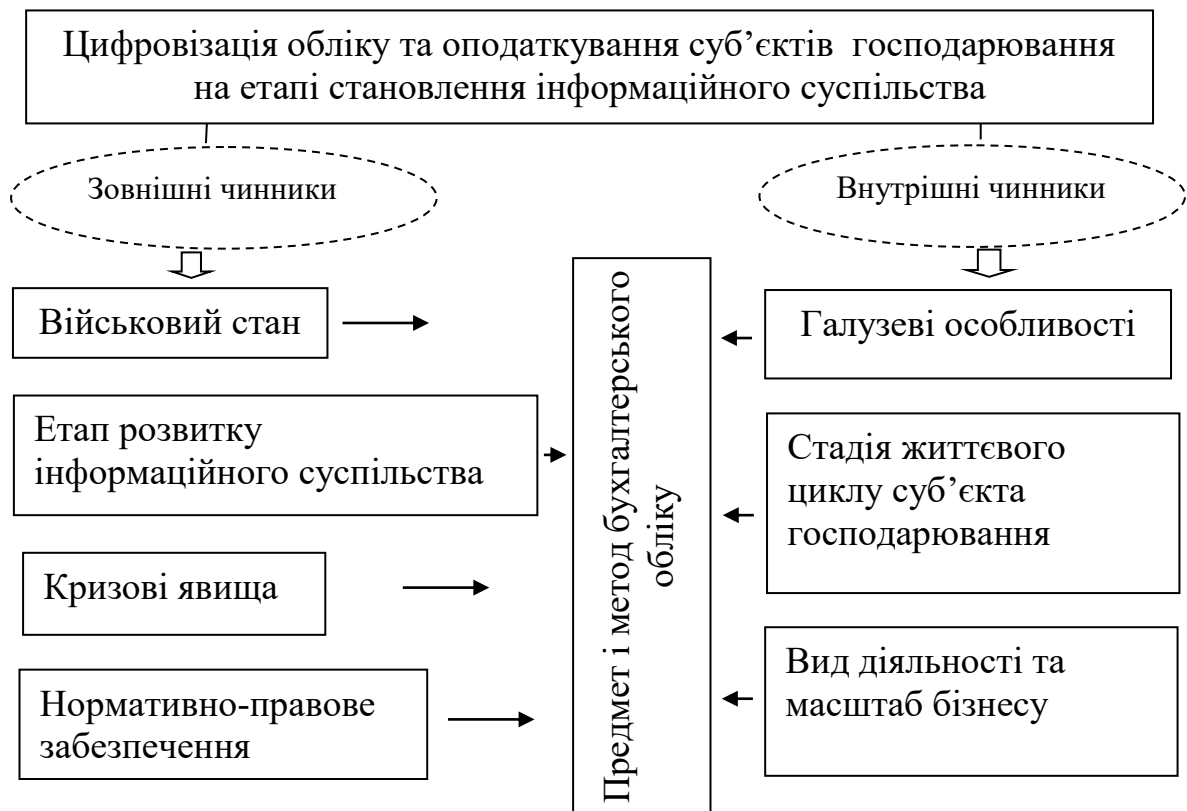 Цифровізація обліку та оподаткування суб’єктів господарювання
на етапі становлення інформаційного суспільства
Зовнішні чинники
Внутрішні чинники
Військовий стан
Етап розвитку
інформаційного суспільства
Кризові явища
Нормативно-правове
забезпечення
Предмет і метод бухгалтерського
обліку
Галузеві особливості
Стадія життєвого
циклу суб’єкта
господарювання
Вид діяльності та
масштаб бізнесу